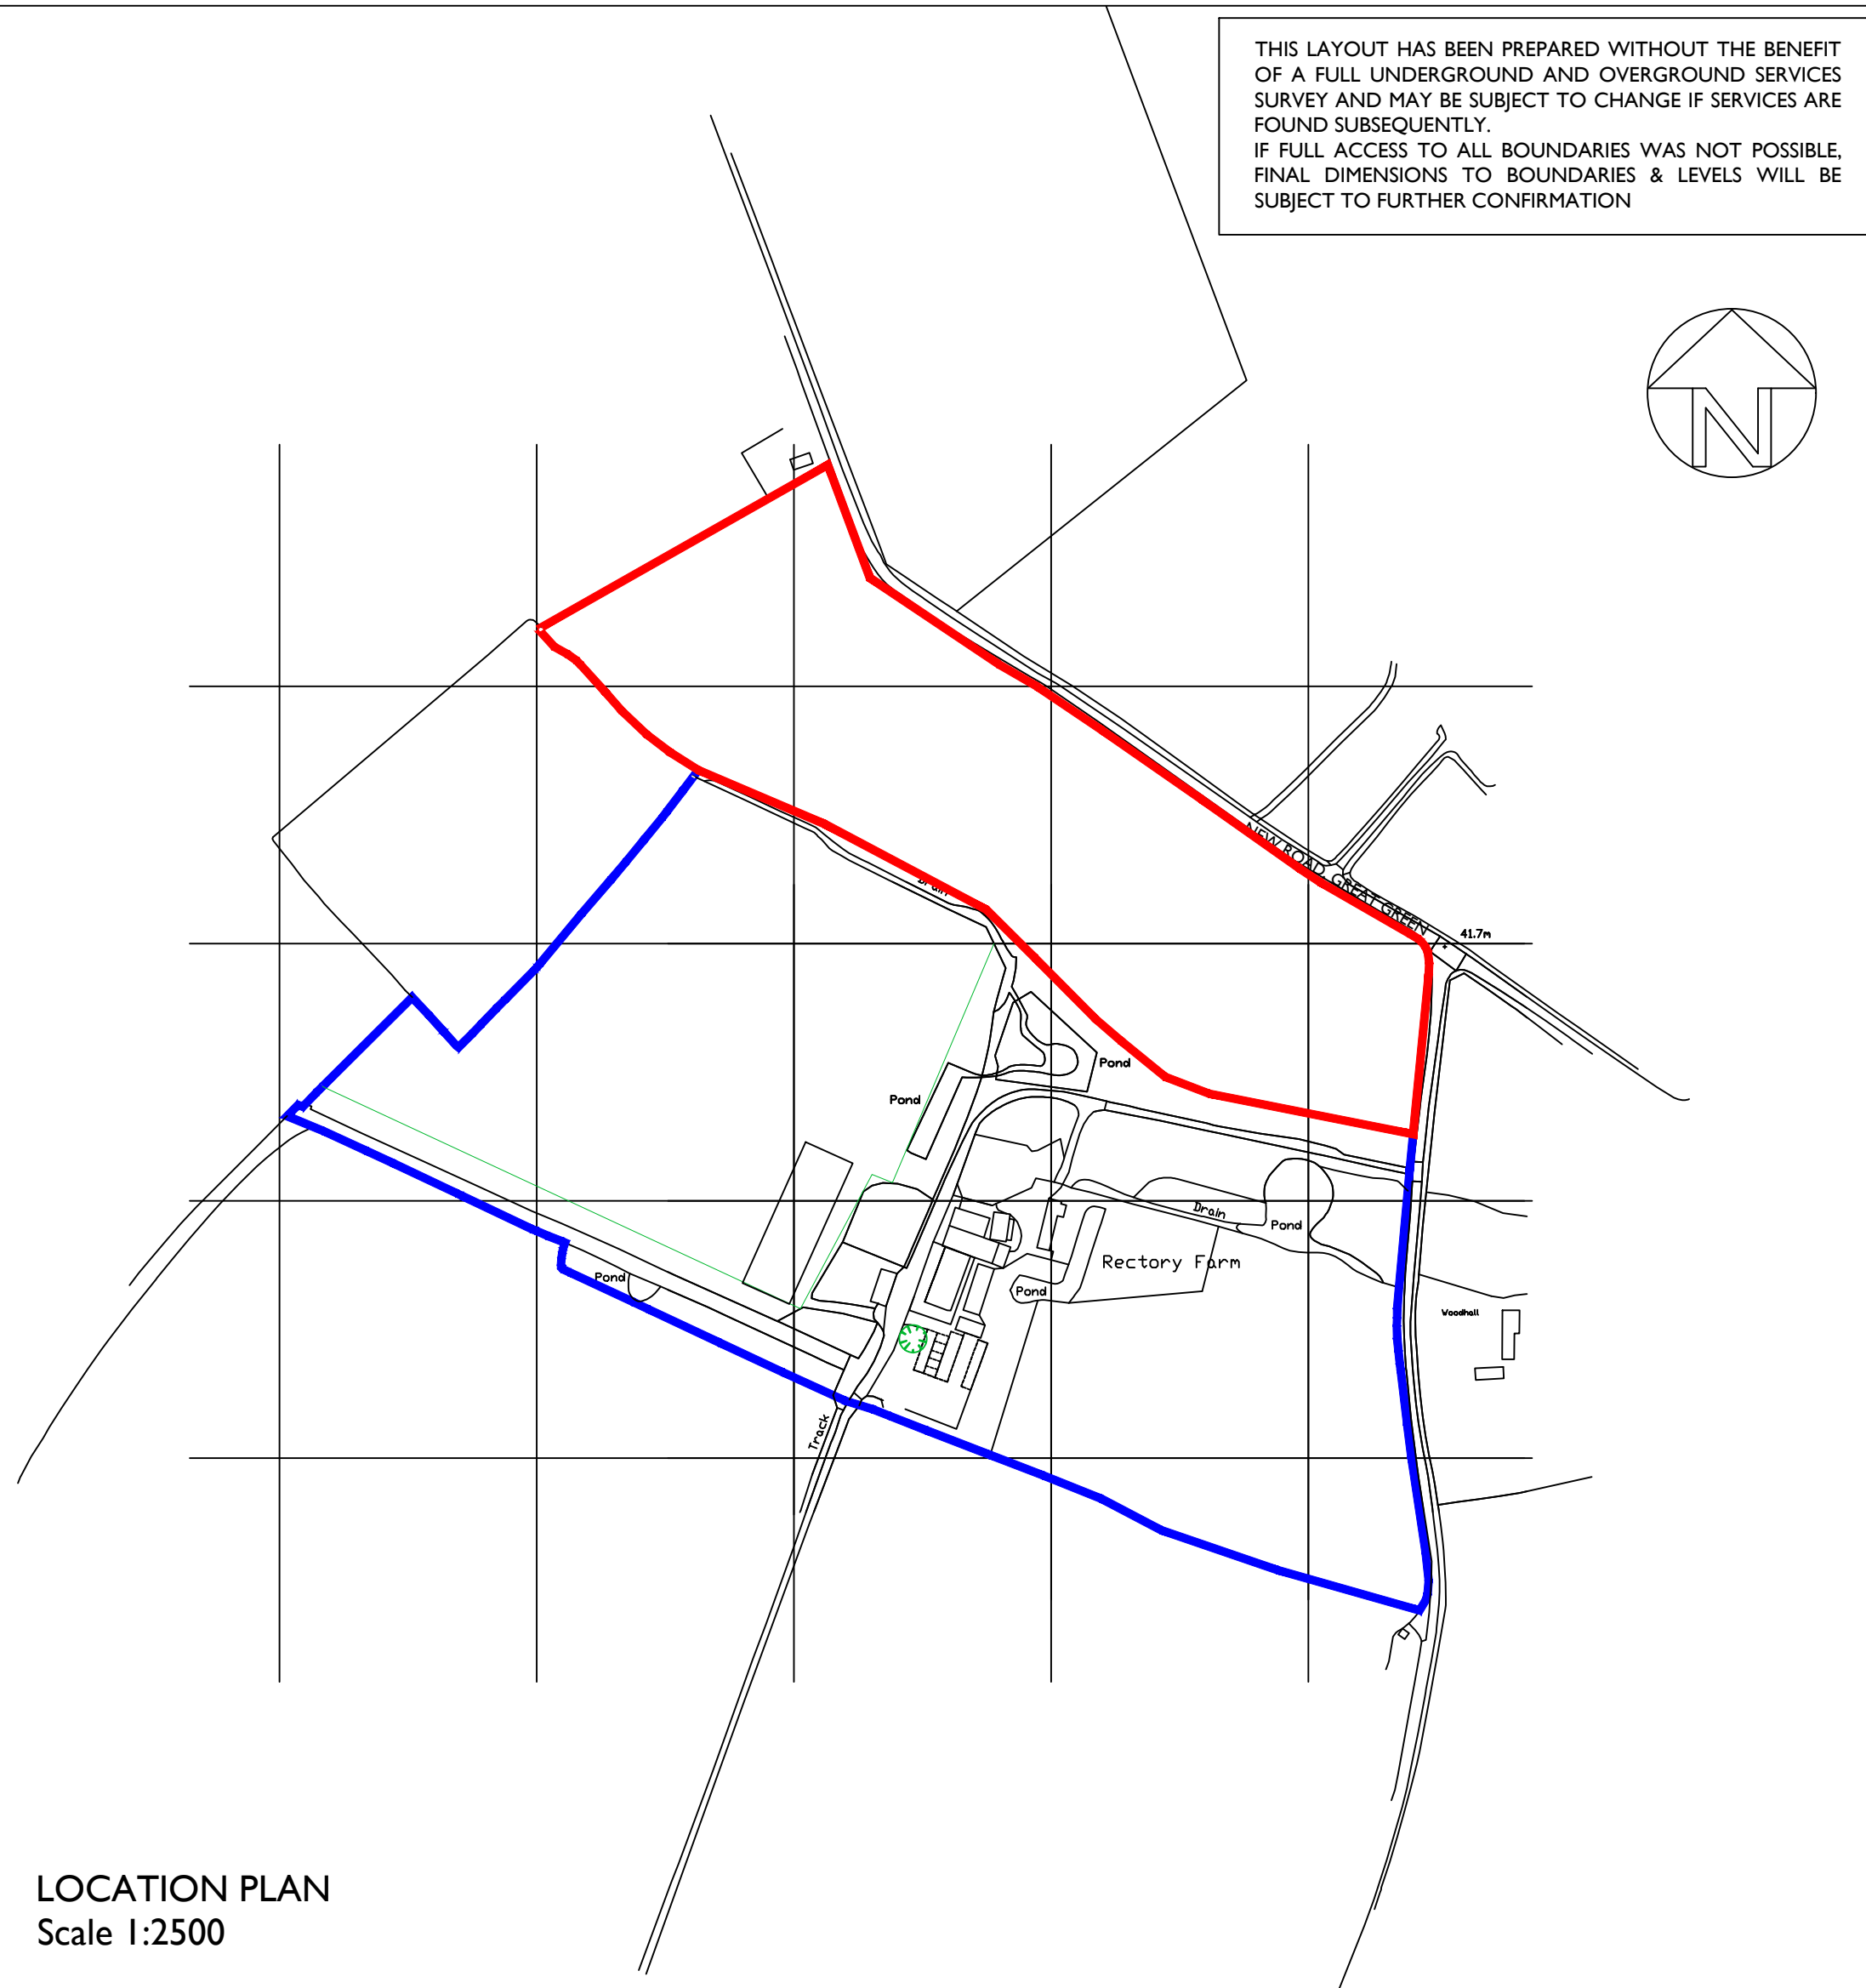 THIS LAYOUT HAS BEEN PREPARED WITHOUT THE BENEFIT
OF A FULL UNDERGROUND AND OVERGROUND SERVICES
SURVEY AND MAY BE SUBJECT TO CHANGE IF SERVICES ARE
FOUND SUBSEQUENTLY.
IF FULL ACCESS TO ALL BOUNDARIES WAS NOT POSSIBLE,
FINAL DIMENSIONS TO BOUNDARIES & LEVELS WILL BE
SUBJECT TO FURTHER CONFIRMATION
N
NEW ROAD, GREAT GREEN
Drain
41.7m
Pond
Pond
Drain
Pond
Rectory Farm
Pond
Pond
Woodhall
Track
LOCATION PLAN
Scale 1:2500